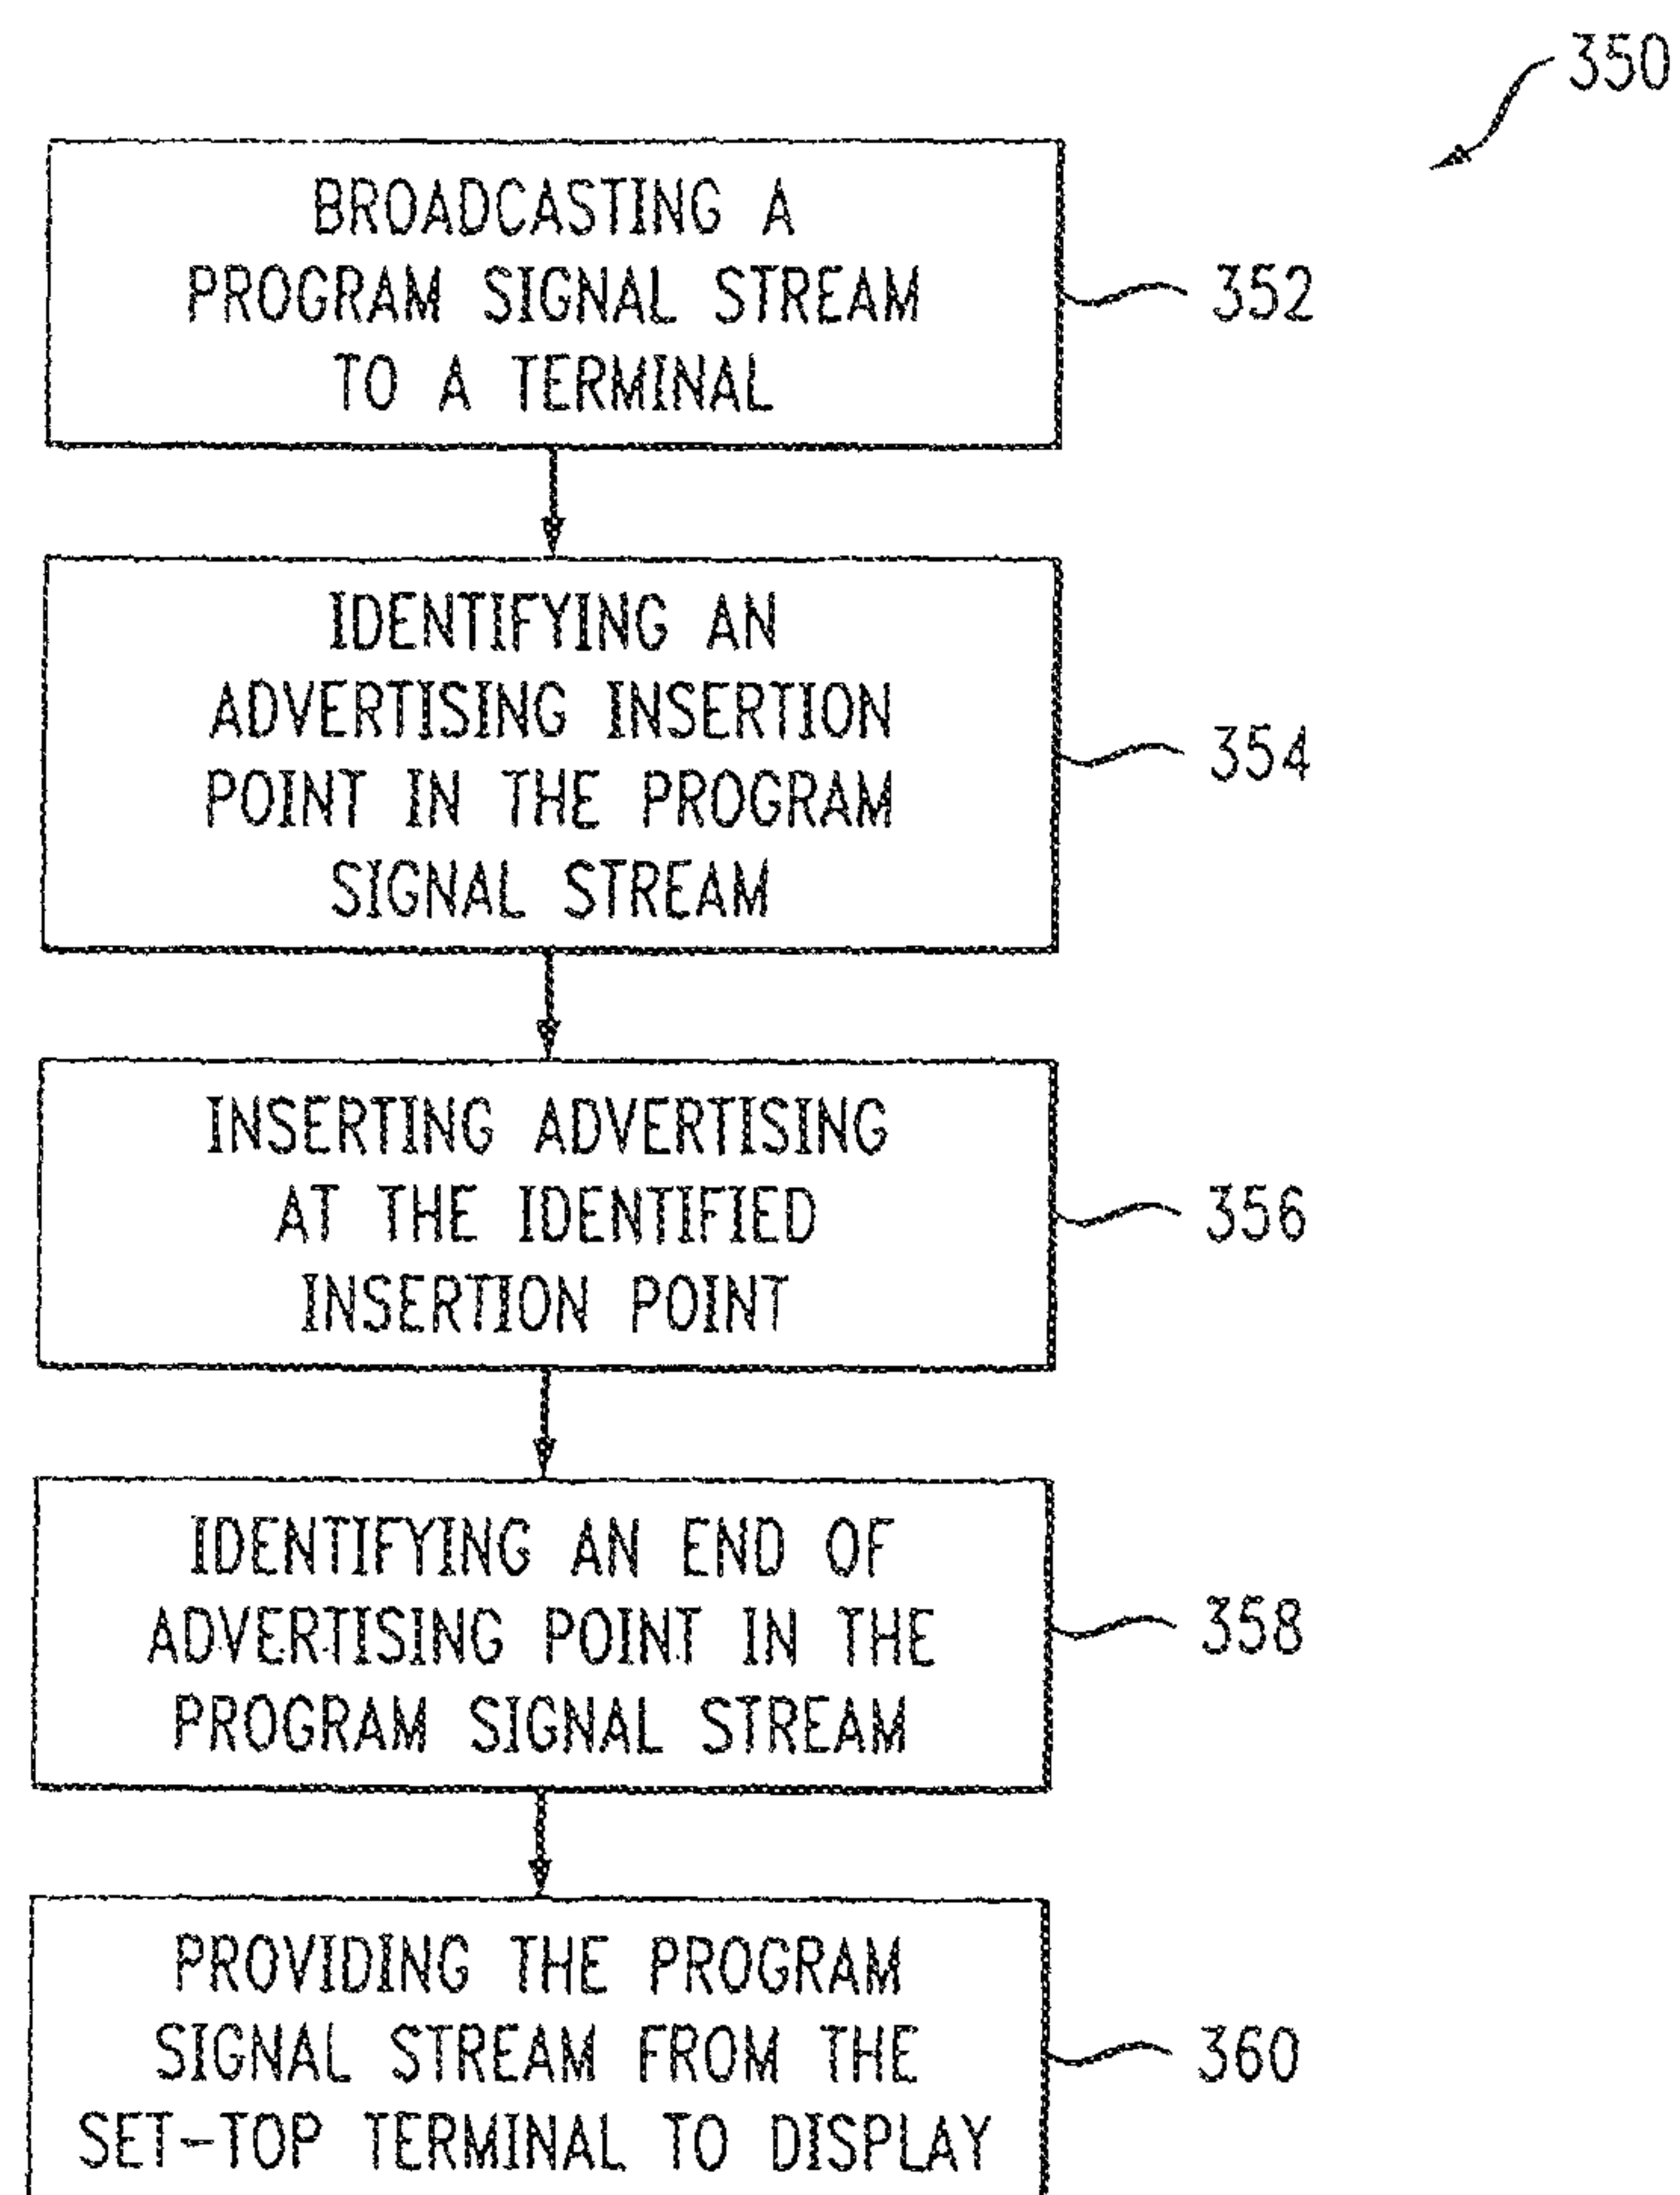 350
BROADCASTING A
PROGRAM SIGNAL STREAM
TO A TERMINAL
352
IDENTIFYING AN
ADVERTISING INSERTION
POINT IN THE PROGRAM
SIGNAL STREAM
354
INSERTING ADVERTISING
AT THE IDENTIFIED
INSERTION POINT
356
IDENTIFYING AN END OF
ADVERTISING POINT IN THE
PROGRAM SIGNAL STREAM
358
PROVIDING THE PROGRAM
SIGNAL STREAM FROM THE
SET-TOP TERMINAL TO DISPLAY
360